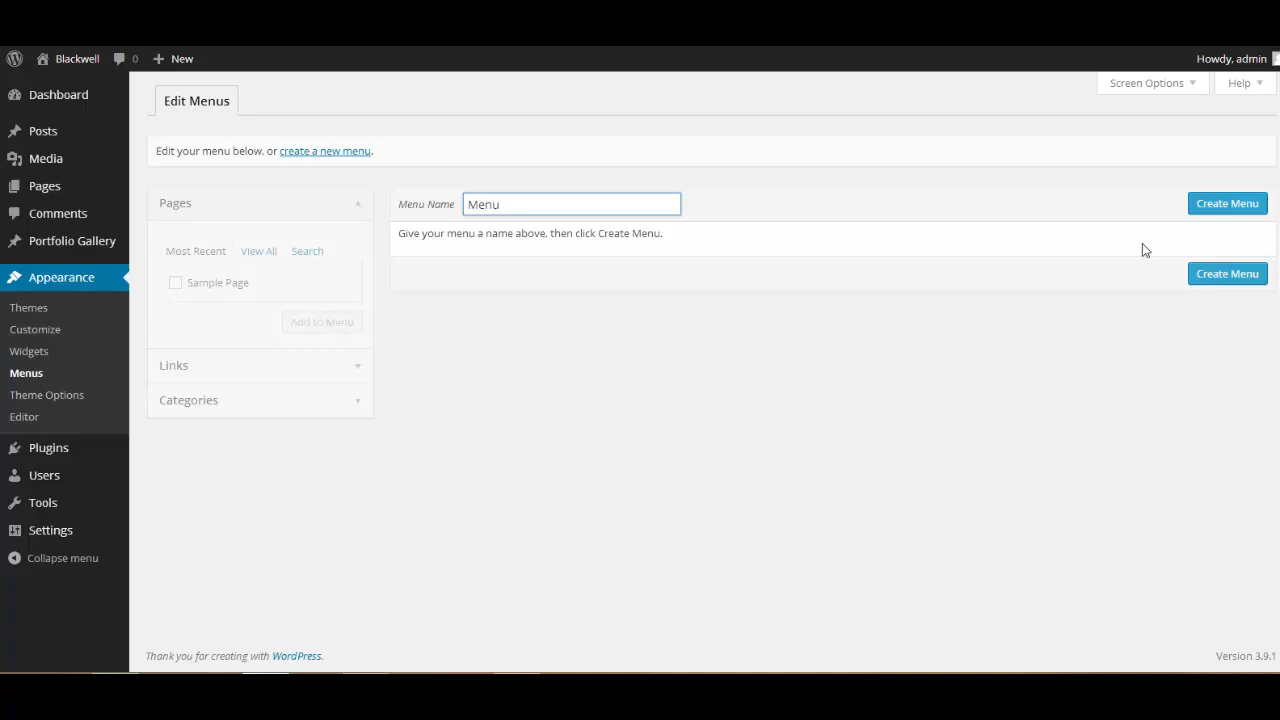 Blackwell 0 New Howdy, admin
Dashboard
Posts
Media
Pages
Comments
Portfolio Gallery
Appearance
Themes
Customize
Widgets
Menus
Theme Options
Editor
Plugins
Users
Tools
Settings
Collapse menu
Screen Options Help
Edit Menus
Edit your menu below, or create a new menu.
Pages
Most Recent View All Search
Sample Page
Add to Menu
Links
Categories
Menu Name Menu Create Menu
Give your menu a name above, then click Create Menu.
Create Menu
Thank you for creating with WordPress. Version 3.9.1